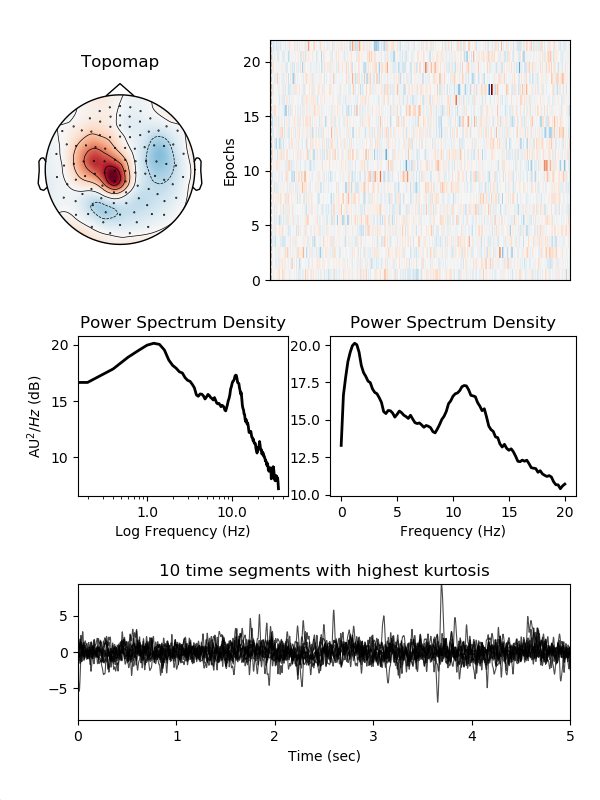 Topomap
Epochs
20
15
10
5
0
Power Spectrum Density
AU²/Hz (dB)
20
15
10
1.0 10.0
Log Frequency (Hz)
Power Spectrum Density
20.0
17.5
15.0
12.5
10.0
0 5 10 15 20
Frequency (Hz)
10 time segments with highest kurtosis
5
0
−5
0 1 2 3 4 5
Time (sec)